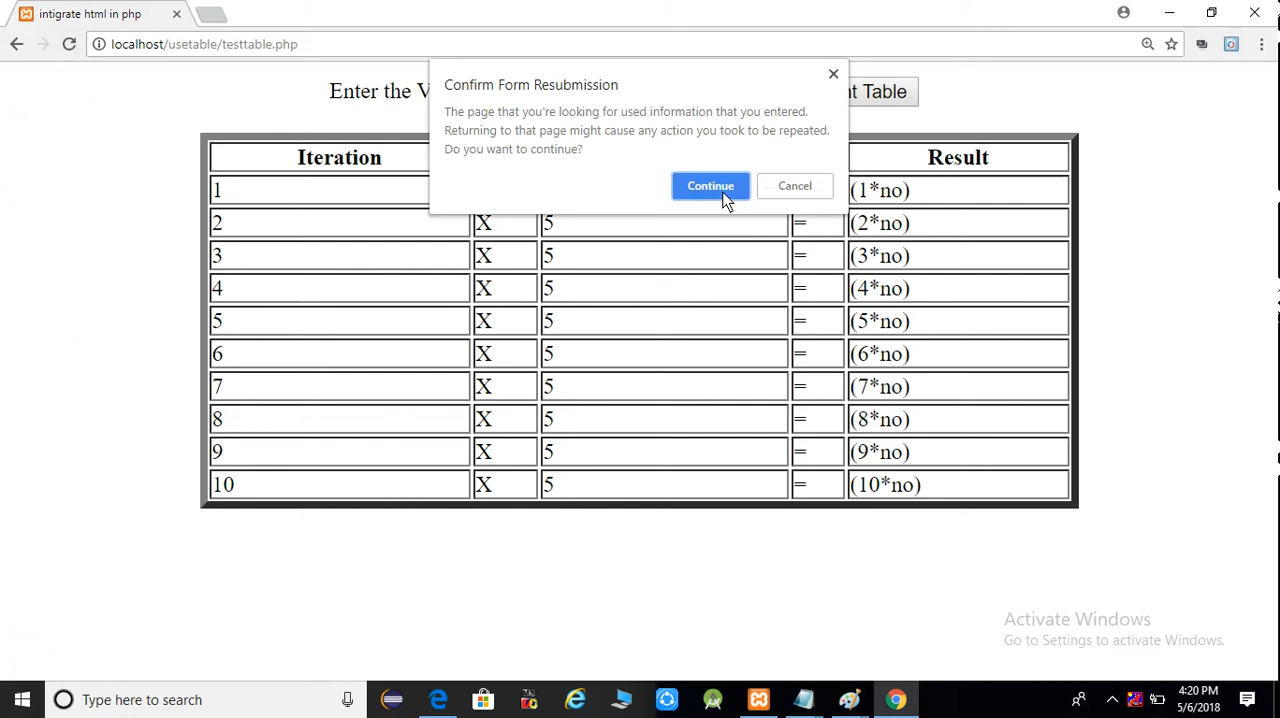 intigrate html in php
localhost/usetable/testtable.php
Enter the V
nt Table
Confirm Form Resubmission
The page that you're looking for used information that you entered.
Returning to that page might cause any action you took to be repeated.
Do you want to continue?
Continue Cancel
Iteration Result
1 (1*no)
2 X 5 = (2*no)
3 X 5 = (3*no)
4 X 5 = (4*no)
5 X 5 = (5*no)
6 X 5 = (6*no)
7 X 5 = (7*no)
8 X 5 = (8*no)
9 X 5 = (9*no)
10 X 5 = (10*no)
Activate Windows
Go to Settings to activate Windows.
Type here to search
4:20 PM
5/6/2018